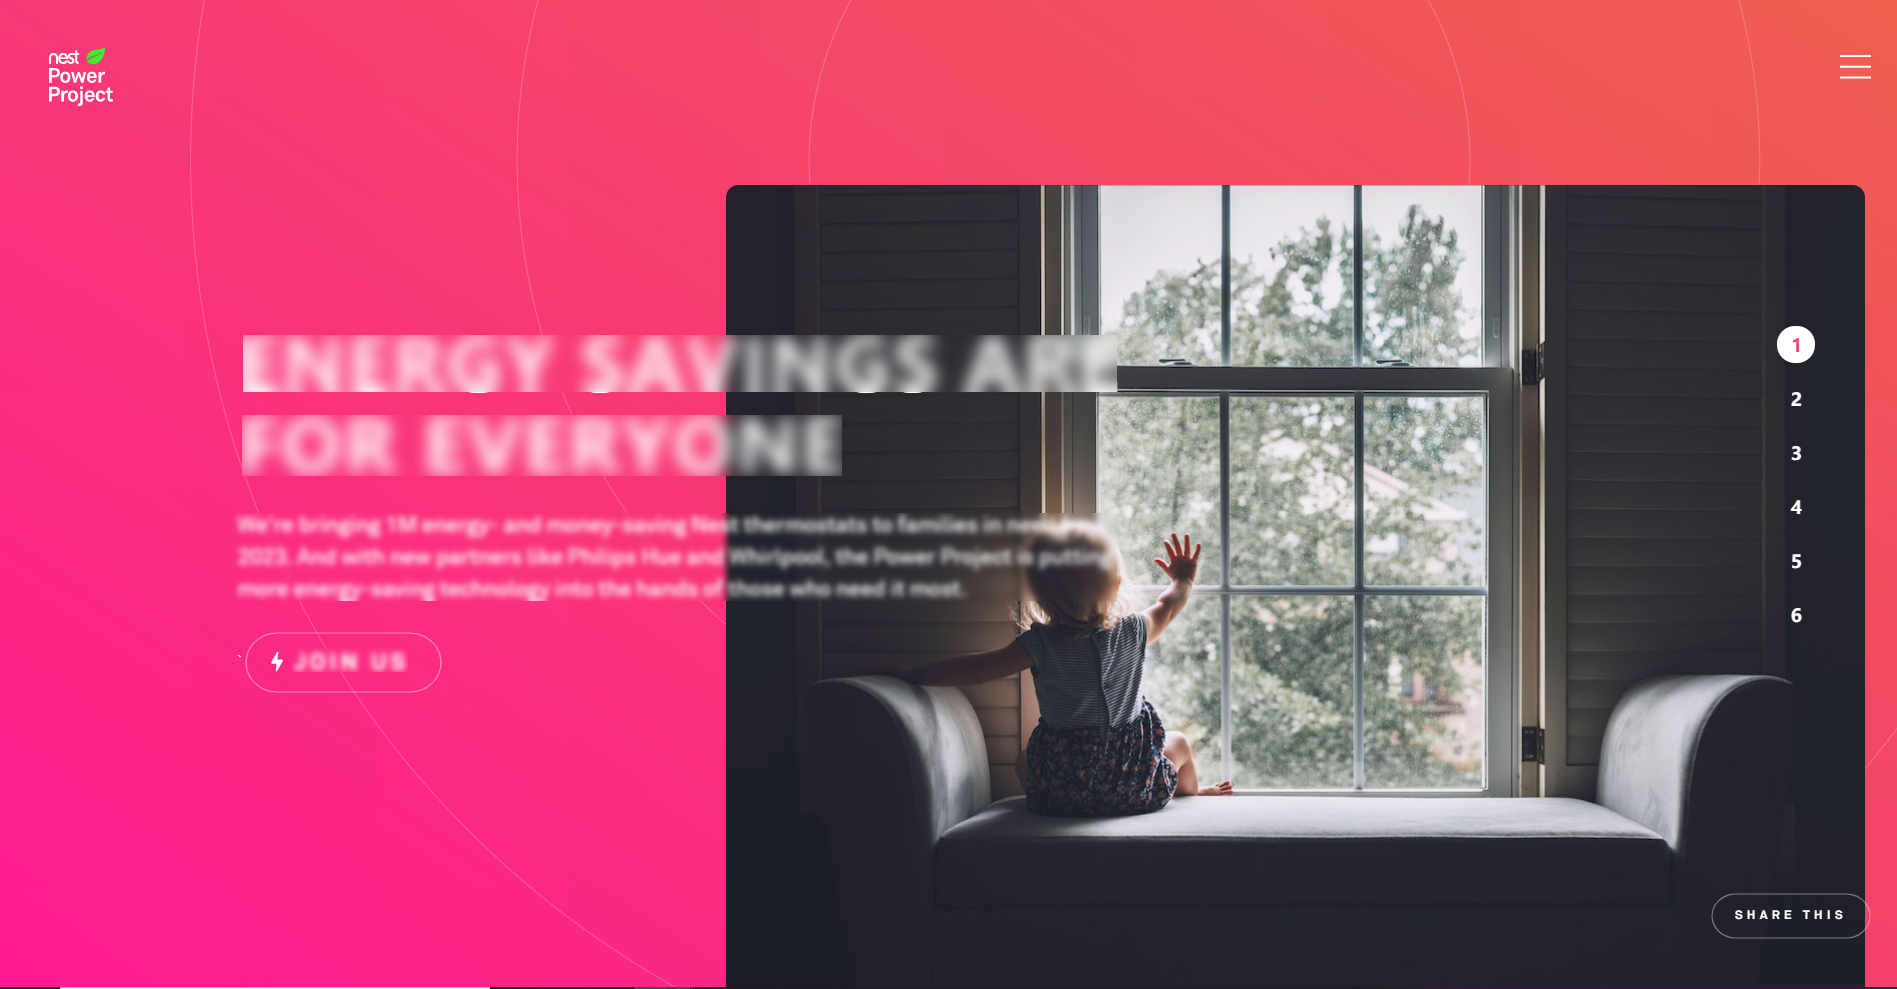 nest
Power
Project
ENERGY SAVINGS ARE
FOR EVERYONE
We're bringing 1M energy- and money-saving Nest thermostats to families in need
2023. And with new partners like Philips Hue and Whirlpool, the Power Project is putting
more energy-saving technology into the hands of those who need it most.
JOIN US
1
2
3
4
5
6
SHARE THIS